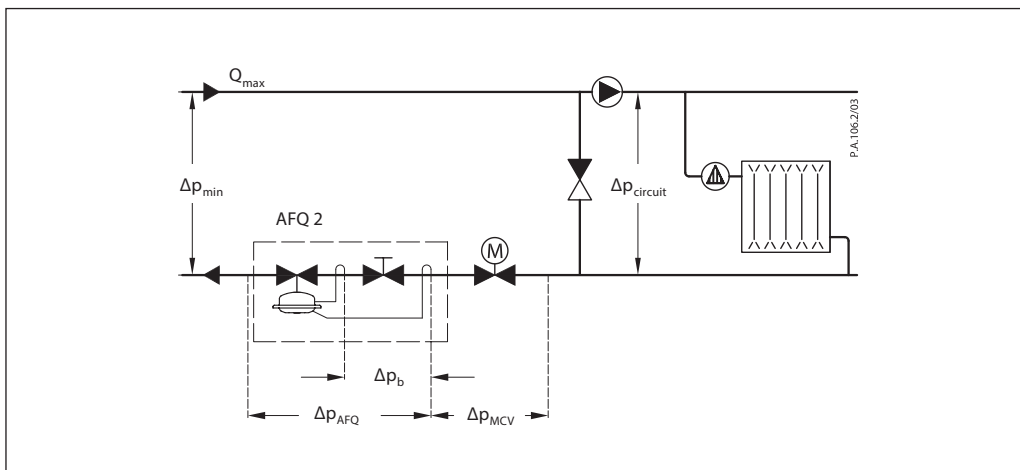 Q_max
P.A.106.2/03
Δp_min
Δp_circuit
AFQ 2
M
Δp_b
Δp_AFQ
Δp_MCV